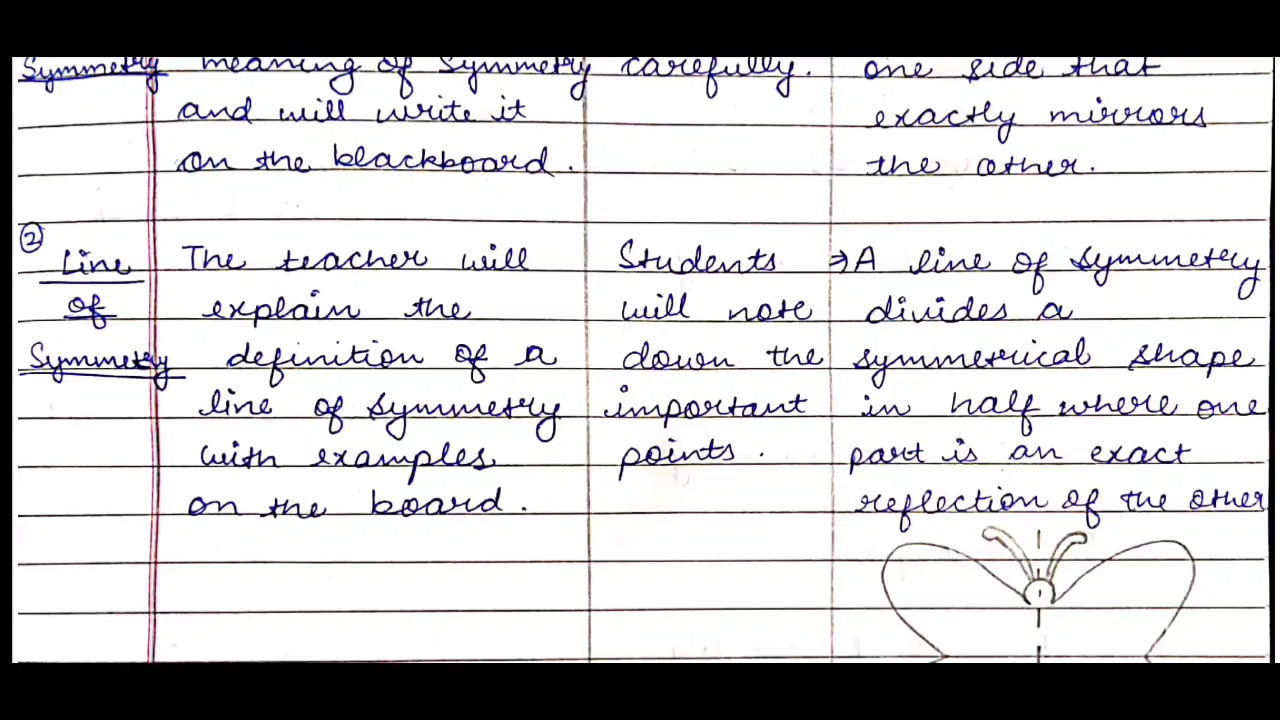 Symmetry meaning of symmetry carefully. one side that
and will write it exactly mirrors
on the blackboard. the other.
②
Line The teacher will Students ⇒ A line of symmetry
of explain the will note divides a
Symmetry definition of a down the symmetrical shape
line of symmetry important in half where one
with examples points. part is an exact
on the board. reflection of the other